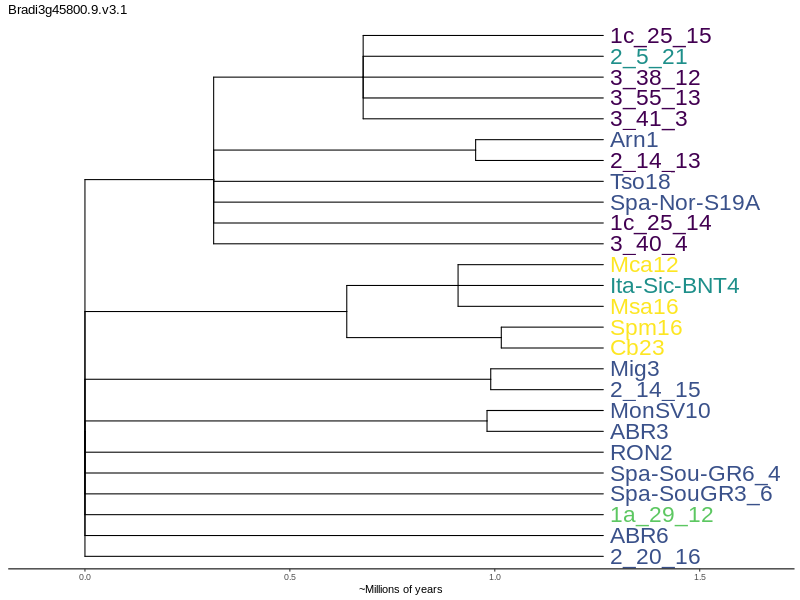 Bradi3g45800.9.v3.1
1c_25_15
2_5_21
3_38_12
3_55_13
3_41_3
Arn1
2_14_13
Tso18
Spa-Nor-S19A
1c_25_14
3_40_4
Mca12
Ita-Sic-BNT4
Msa16
Spm16
Cb23
Mig3
2_14_15
MonSV10
ABR3
RON2
Spa-Sou-GR6_4
Spa-SouGR3_6
1a_29_12
ABR6
2_20_16
0.0 0.5 1.0 1.5
~Millions of years